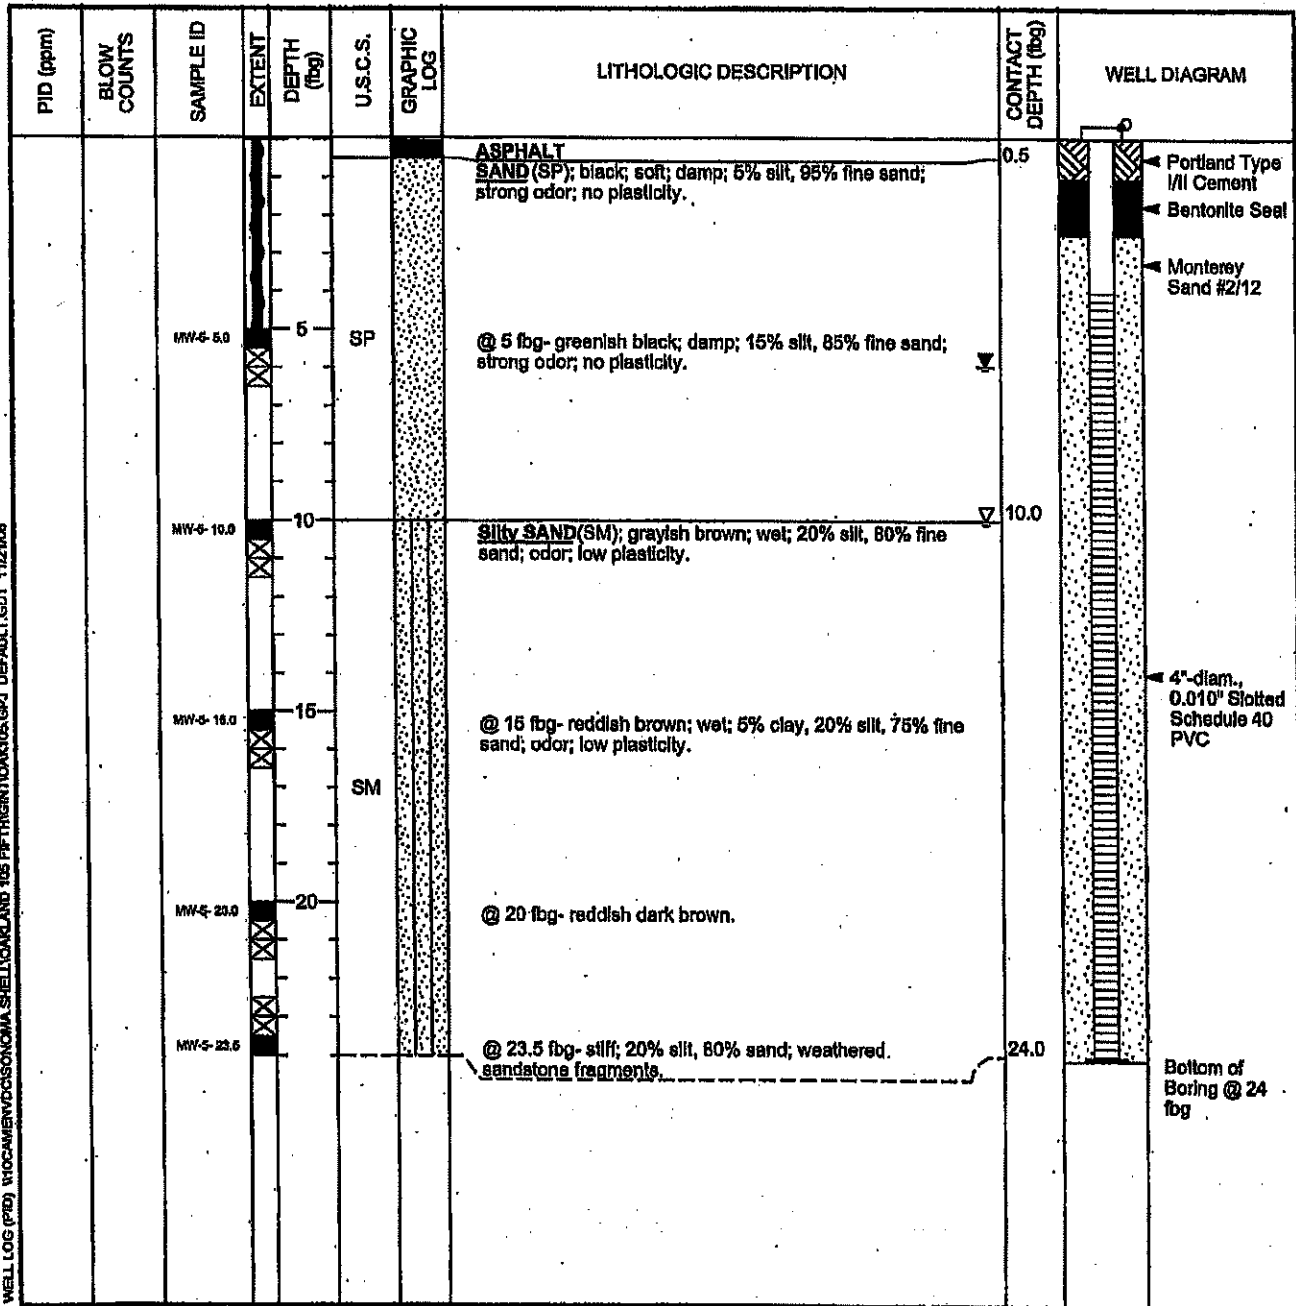 PID (ppm)
BLOW
COUNTS
SAMPLE ID
EXTENT
DEPTH
(fbg)
U.S.C.S.
GRAPHIC
LOG
LITHOLOGIC DESCRIPTION
CONTACT
DEPTH (fbg)
WELL DIAGRAM
ASPHALT
SAND (SP); black; soft; damp; 5% silt, 95% fine sand;
strong odor; no plasticity.
0.5
Portland Type
I/II Cement
Bentonite Seal
Monterey
Sand #2/12
MW-5- 5.0
5
SP
@ 5 fbg- greenish black; damp; 15% silt, 85% fine sand;
strong odor; no plasticity.
MW-5- 10.0
10
10.0
Silty SAND(SM); grayish brown; wet; 20% silt, 80% fine
sand; odor; low plasticity.
4"-diam.,
0.010" Slotted
Schedule 40
PVC
MW-5- 15.0
15
@ 15 fbg- reddish brown; wet; 5% clay, 20% silt, 75% fine
sand; odor; low plasticity.
SM
MW-5- 20.0
20
@ 20 fbg- reddish dark brown.
MW-5- 23.5
@ 23.5 fbg- stiff; 20% silt, 80% sand; weathered
sandstone fragments.
24.0
Bottom of
Boring @ 24
fbg
WELL LOG (PID)